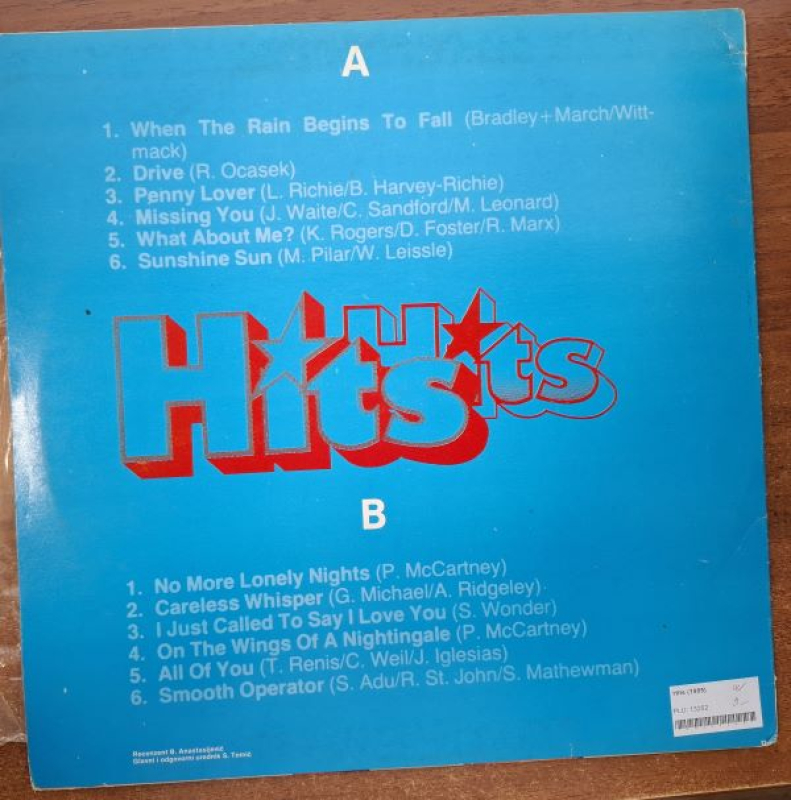 A
1. When The Rain Begins To Fall (Bradley+March/Witt-
mack)
2. Drive (R. Ocasek)
3. Penny Lover (L. Richie/B. Harvey-Richie)
4. Missing You (J. Waite/C. Sandford/M. Leonard)
5. What About Me? (K. Rogers/D. Foster/R. Marx)
6. Sunshine Sun (M. Pilar/W. Leissle)
Hits Hits
B
1. No More Lonely Nights (P. McCartney)
2. Careless Whisper (G. Michael/A. Ridgeley)
3. I Just Called To Say I Love You (S. Wonder)
4. On The Wings Of A Nightingale (P. McCartney)
5. All Of You (T. Renis/C. Weil/J. Iglesias)
6. Smooth Operator (S. Adu/R. St. John/S. Mathewman)
Recenzent B. Anastasijević
Glavni i odgovorni urednik S. Terzić
PLU: